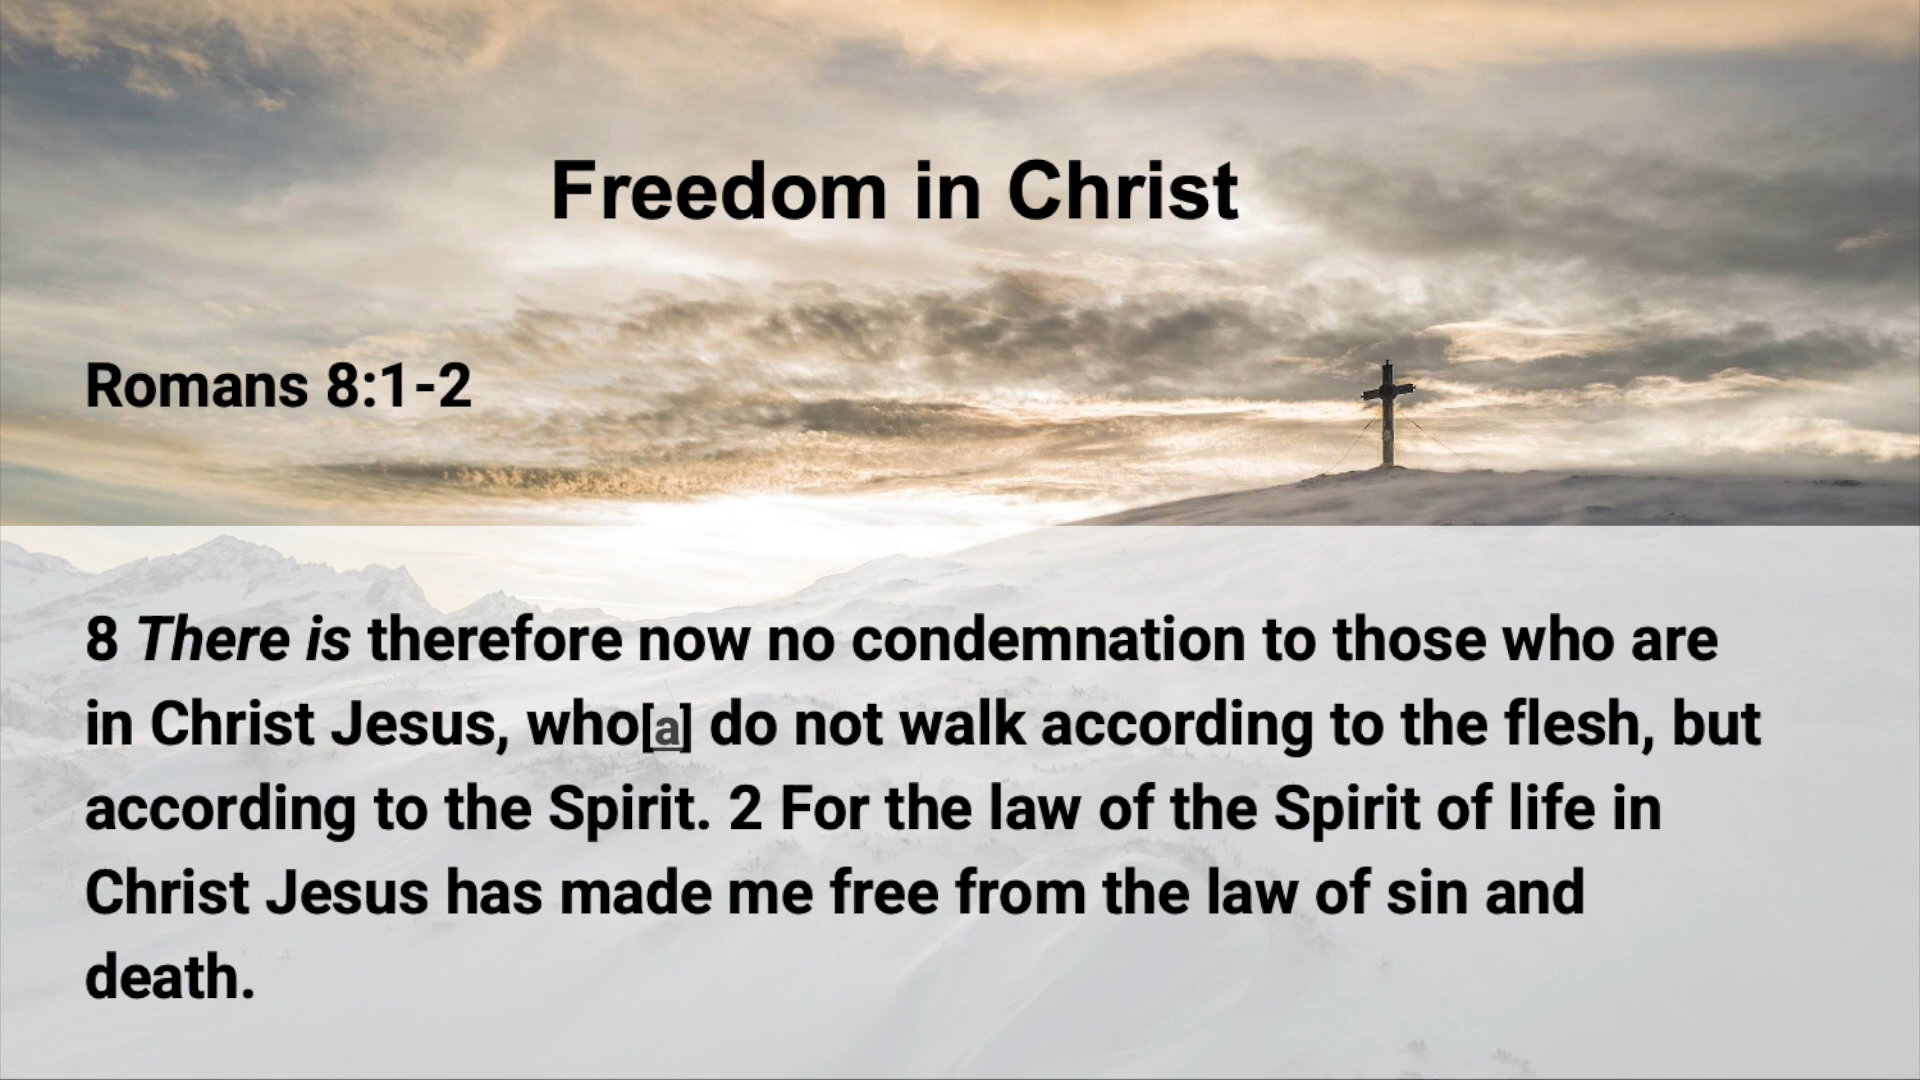 Freedom in Christ
Romans 8:1-2
8 There is therefore now no condemnation to those who are
in Christ Jesus, who[a] do not walk according to the flesh, but
according to the Spirit. 2 For the law of the Spirit of life in
Christ Jesus has made me free from the law of sin and
death.